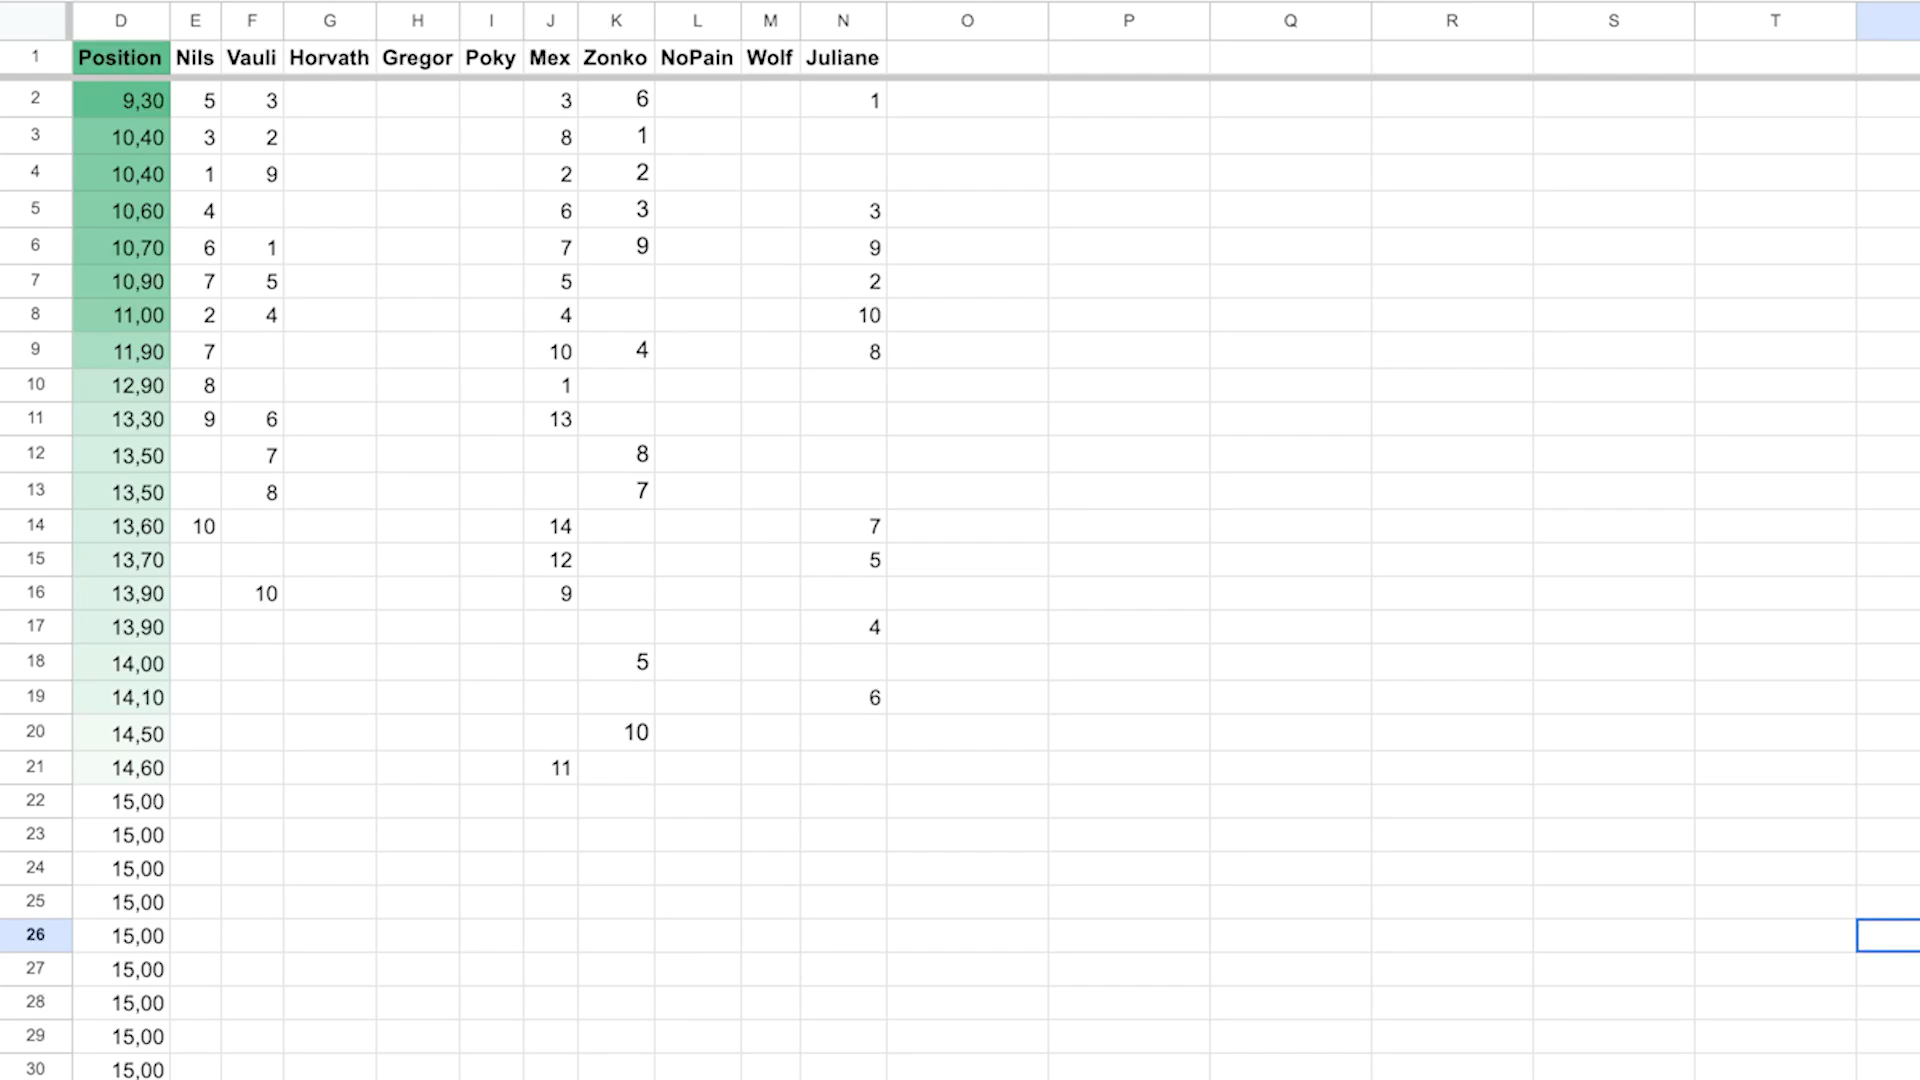 D E F G H I J K L M N O P Q R S T
1 Position Nils Vauli Horvath Gregor Poky Mex Zonko NoPain Wolf Juliane
2 9,30 5 3 3 6 1
3 10,40 3 2 8 1
4 10,40 1 9 2 2
5 10,60 4 6 3 3
6 10,70 6 1 7 9 9
7 10,90 7 5 5 2
8 11,00 2 4 4 10
9 11,90 7 10 4 8
10 12,90 8 1
11 13,30 9 6 13
12 13,50 7 8
13 13,50 8 7
14 13,60 10 14 7
15 13,70 12 5
16 13,90 10 9
17 13,90 4
18 14,00 5
19 14,10 6
20 14,50 10
21 14,60 11
22 15,00
23 15,00
24 15,00
25 15,00
26 15,00
27 15,00
28 15,00
29 15,00
30 15,00